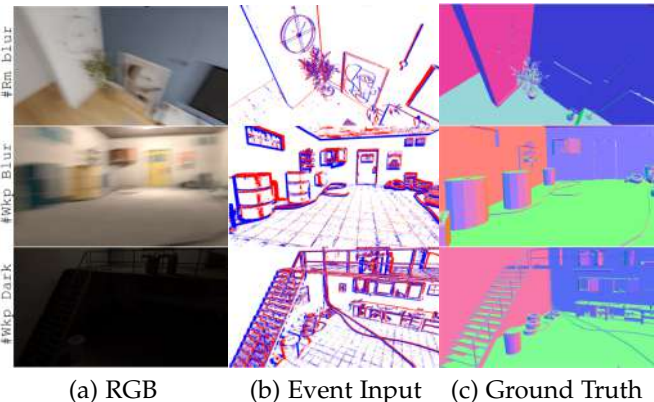 #Rm blur
#Wkp Blur
#Wkp Dark
(a) RGB
(b) Event Input
(c) Ground Truth